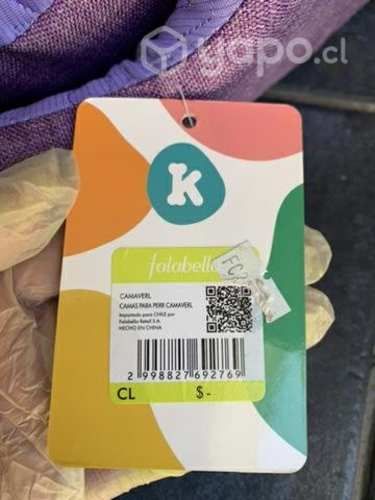 yapo.cl
K
falabella
FC
CAMAVERL
CAMAS PARA PERR CAMAVERL
Importado para CHILE por
Falabella Retail S.A.
HECHO EN CHINA
2 998827 692769
CL $-